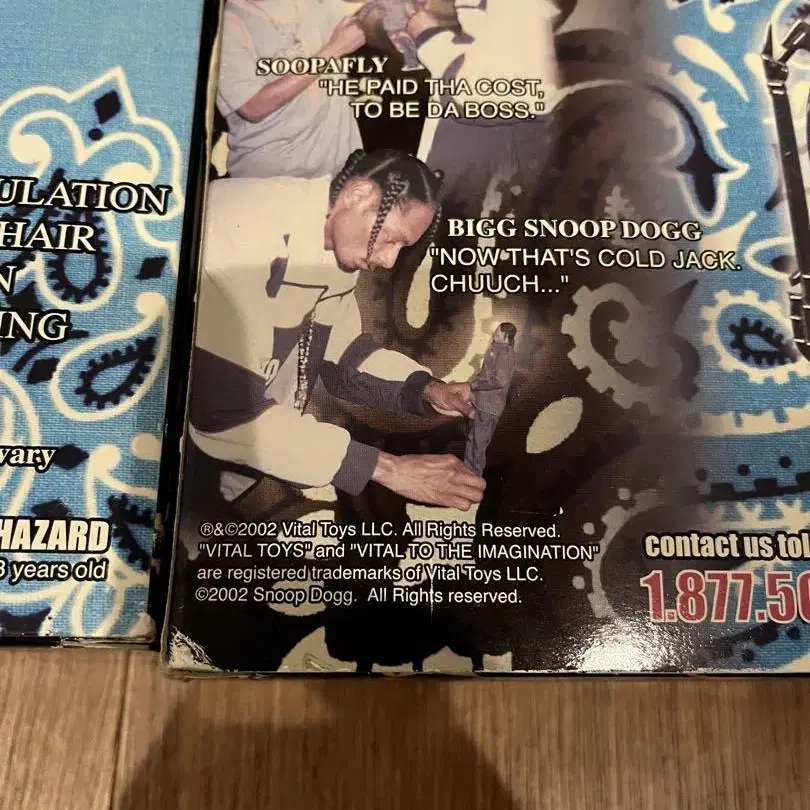 ULATION
HAIR
N
ING
vary
HAZARD
3 years old
SOOPAFLY
"HE PAID THA COST,
TO BE DA BOSS."
BIGG SNOOP DOGG
"NOW THAT'S COLD JACK.
CHUUCH..."
®&©2002 Vital Toys LLC. All Rights Reserved.
"VITAL TOYS" and "VITAL TO THE IMAGINATION"
are registered trademarks of Vital Toys LLC.
©2002 Snoop Dogg. All Rights reserved.
contact us tol
1.877.50